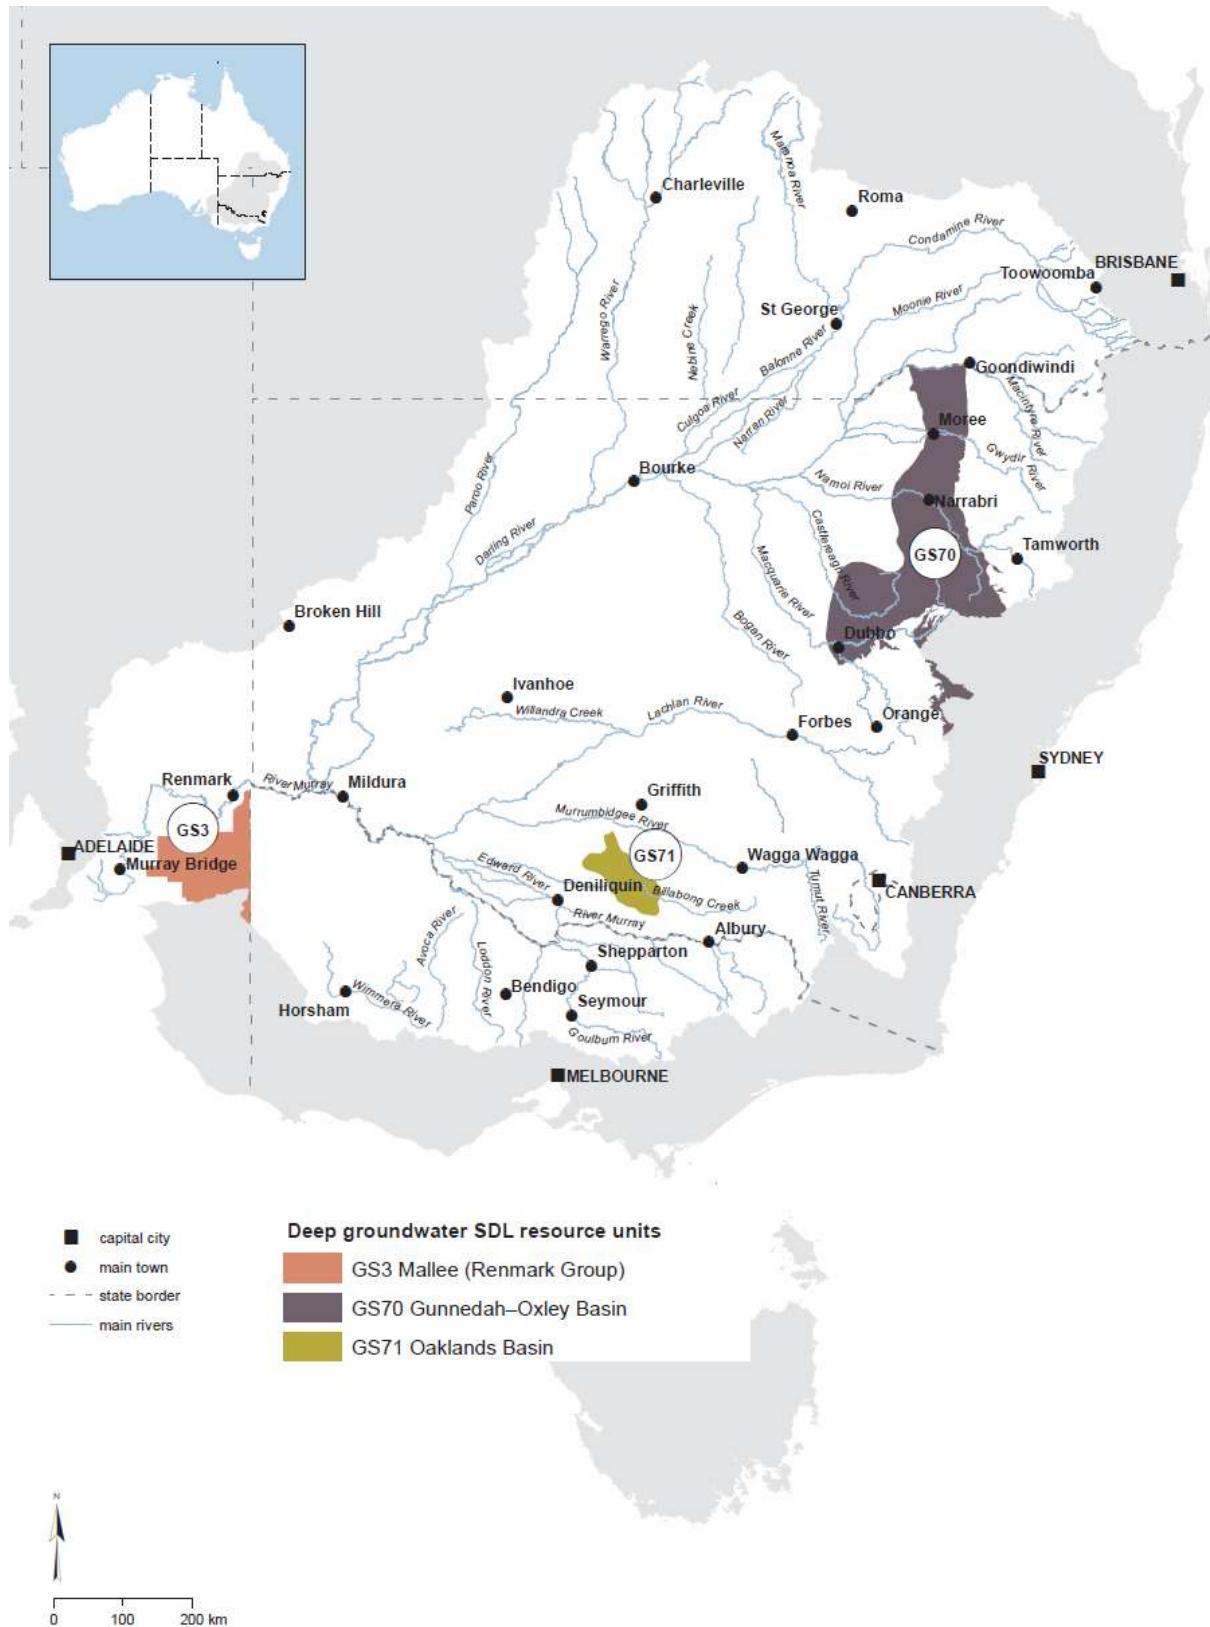 Charleville
Maranoa River
Roma
Condamine River
BRISBANE
Toowoomba
Warrego River
Moonie River
St George
Nebine Creek
Balonne River
Goondiwindi
Culgoa River
Narran River
Macintyre River
Moree
Gwydir River
Bourke
Paroo River
Namoi River
Narrabri
Darling River
Castlereagh River
Macquarie River
GS70
Tamworth
Broken Hill
Bogan River
Dubbo
Ivanhoe
Willandra Creek
Lachlan River
Forbes
Orange
SYDNEY
Renmark
River Murray
Mildura
Griffith
GS3
Murrumbidgee River
ADELAIDE
Murray Bridge
GS71
Wagga Wagga
Edward River
Deniliquin
Billabong Creek
Tumut River
CANBERRA
River Murray
Avoca River
Albury
Loddon River
Shepparton
Bendigo
Wimmera River
Seymour
Horsham
Goulburn River
MELBOURNE
Deep groundwater SDL resource units
capital city
main town
state border
main rivers
GS3 Mallee (Renmark Group)
GS70 Gunnedah–Oxley Basin
GS71 Oaklands Basin
N
0 100 200 km